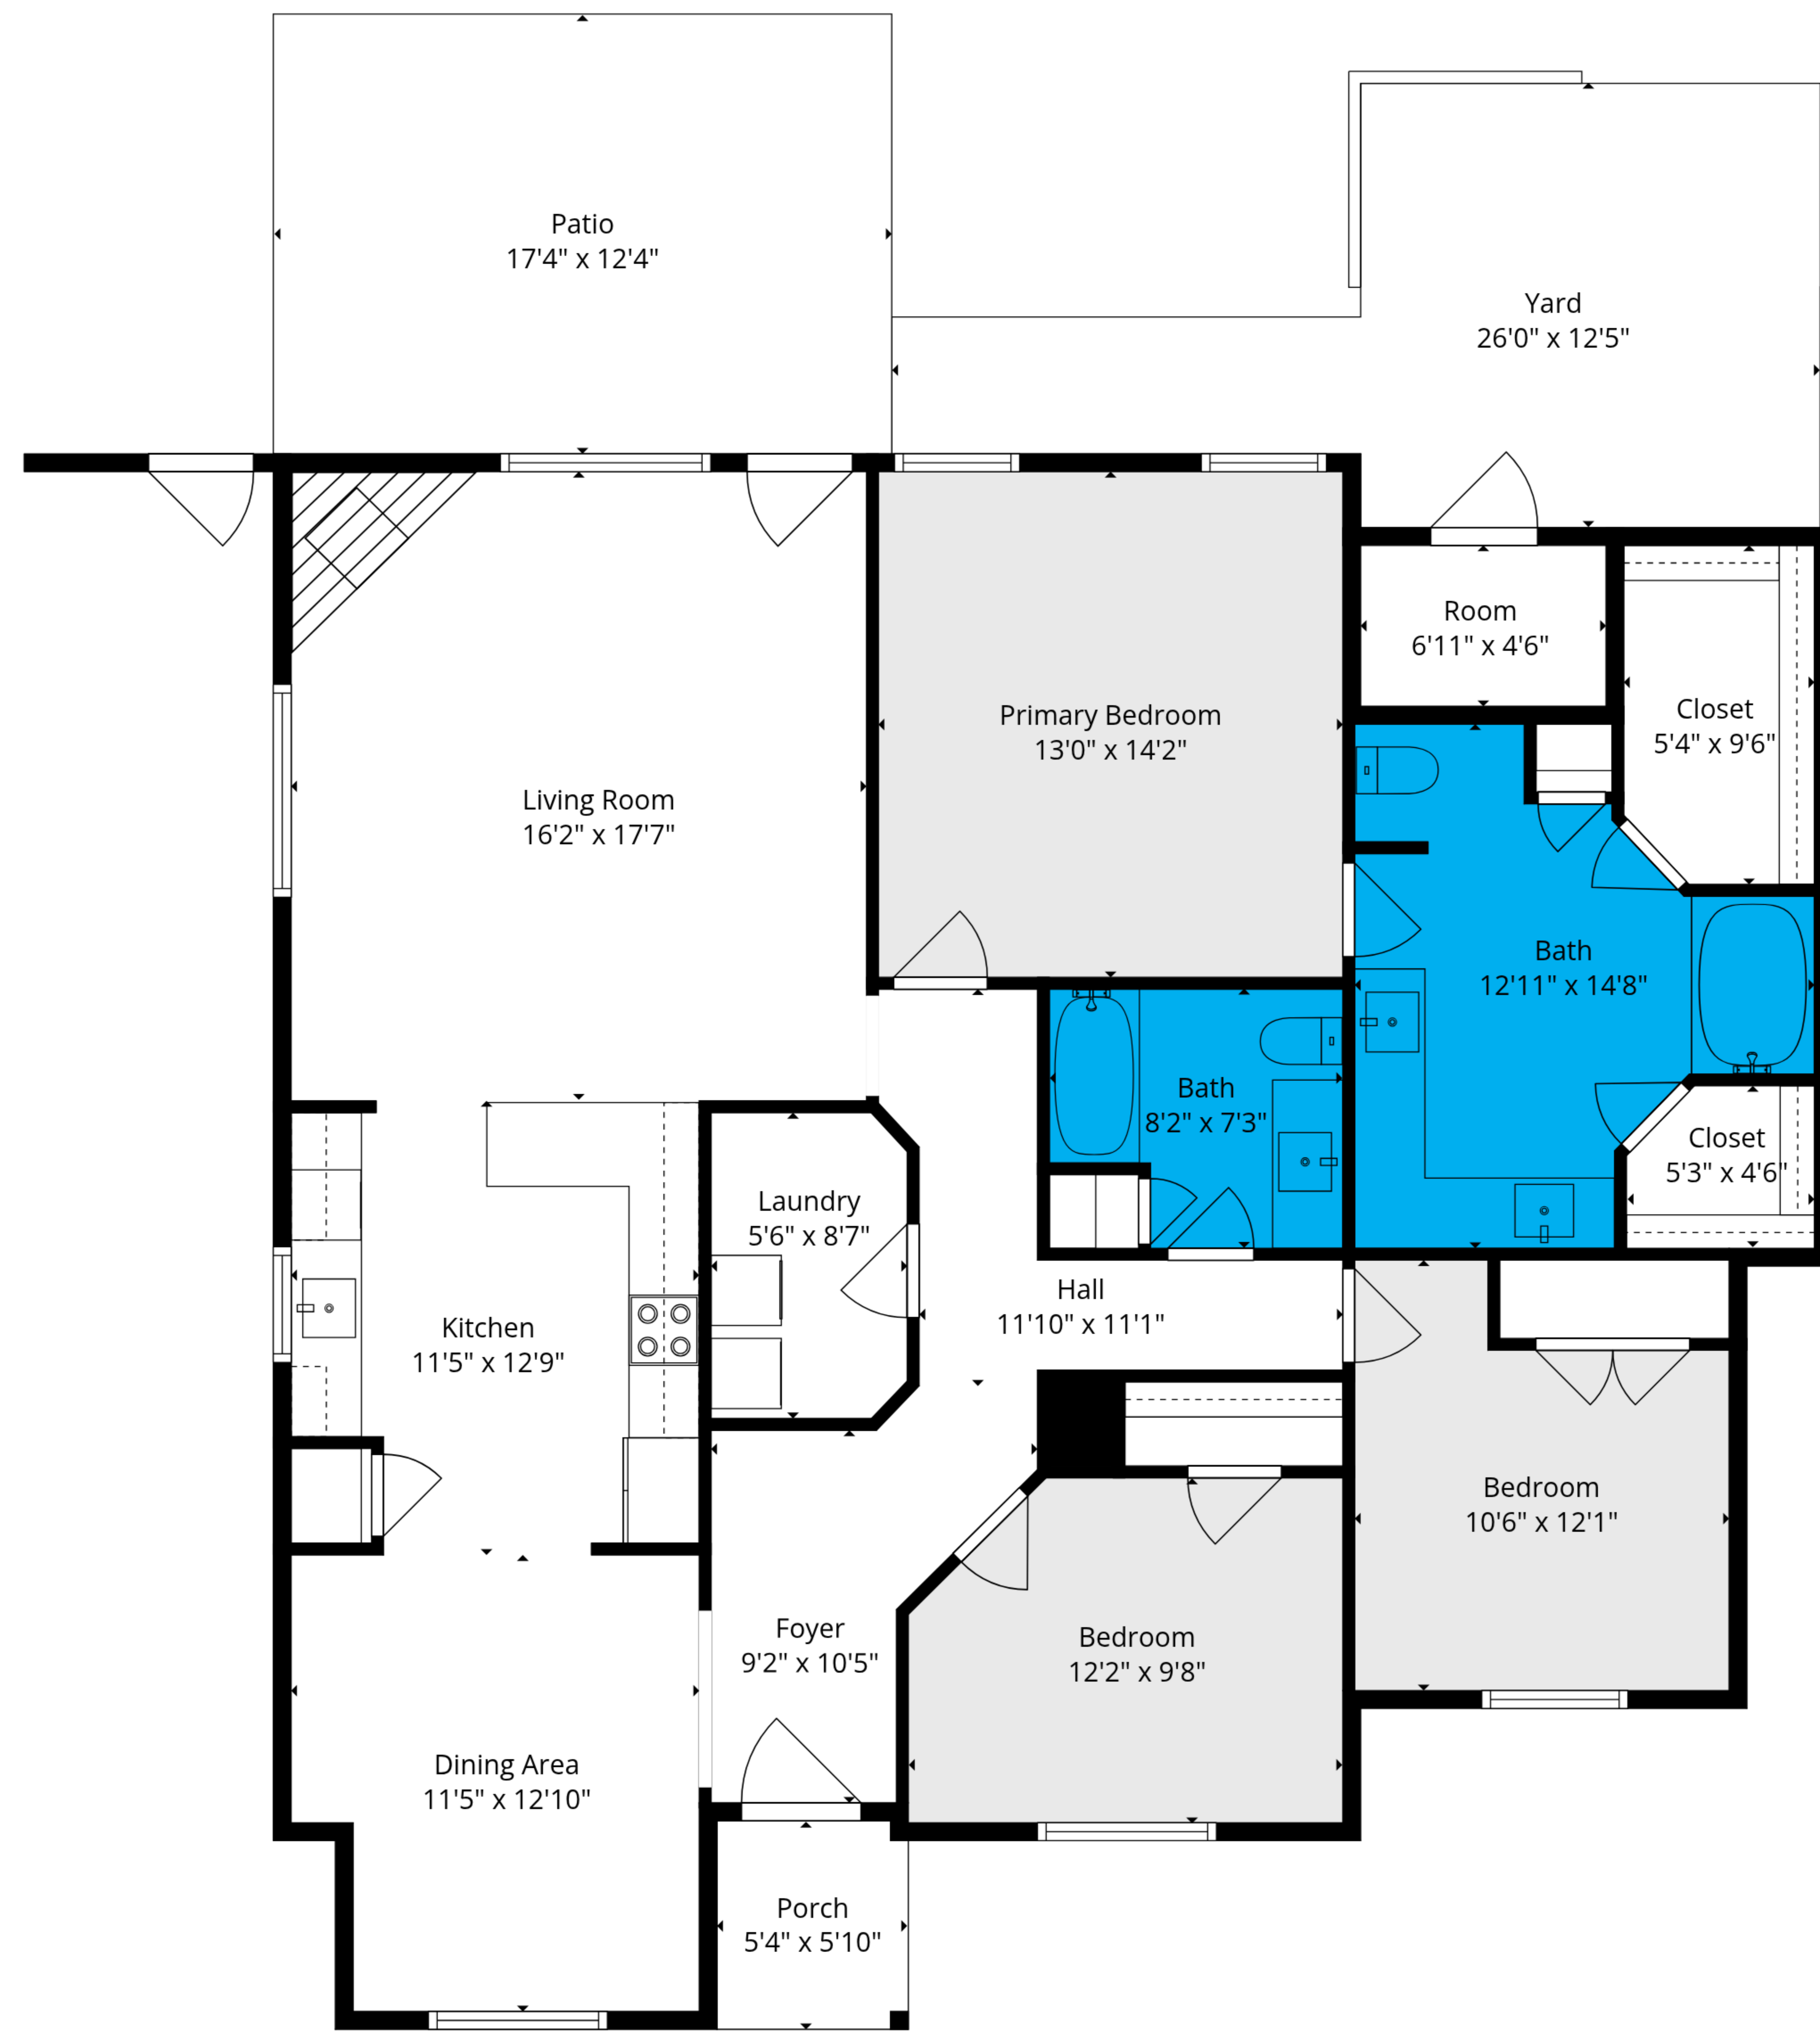 Patio
17'4" x 12'4"
Yard
26'0" x 12'5"
Room
6'11" x 4'6"
Closet
5'4" x 9'6"
Primary Bedroom
13'0" x 14'2"
Living Room
16'2" x 17'7"
Bath
12'11" x 14'8"
Bath
8'2" x 7'3"
Closet
5'3" x 4'6"
Laundry
5'6" x 8'7"
Hall
11'10" x 11'1"
Kitchen
11'5" x 12'9"
Bedroom
10'6" x 12'1"
Foyer
9'2" x 10'5"
Bedroom
12'2" x 9'8"
Dining Area
11'5" x 12'10"
Porch
5'4" x 5'10"